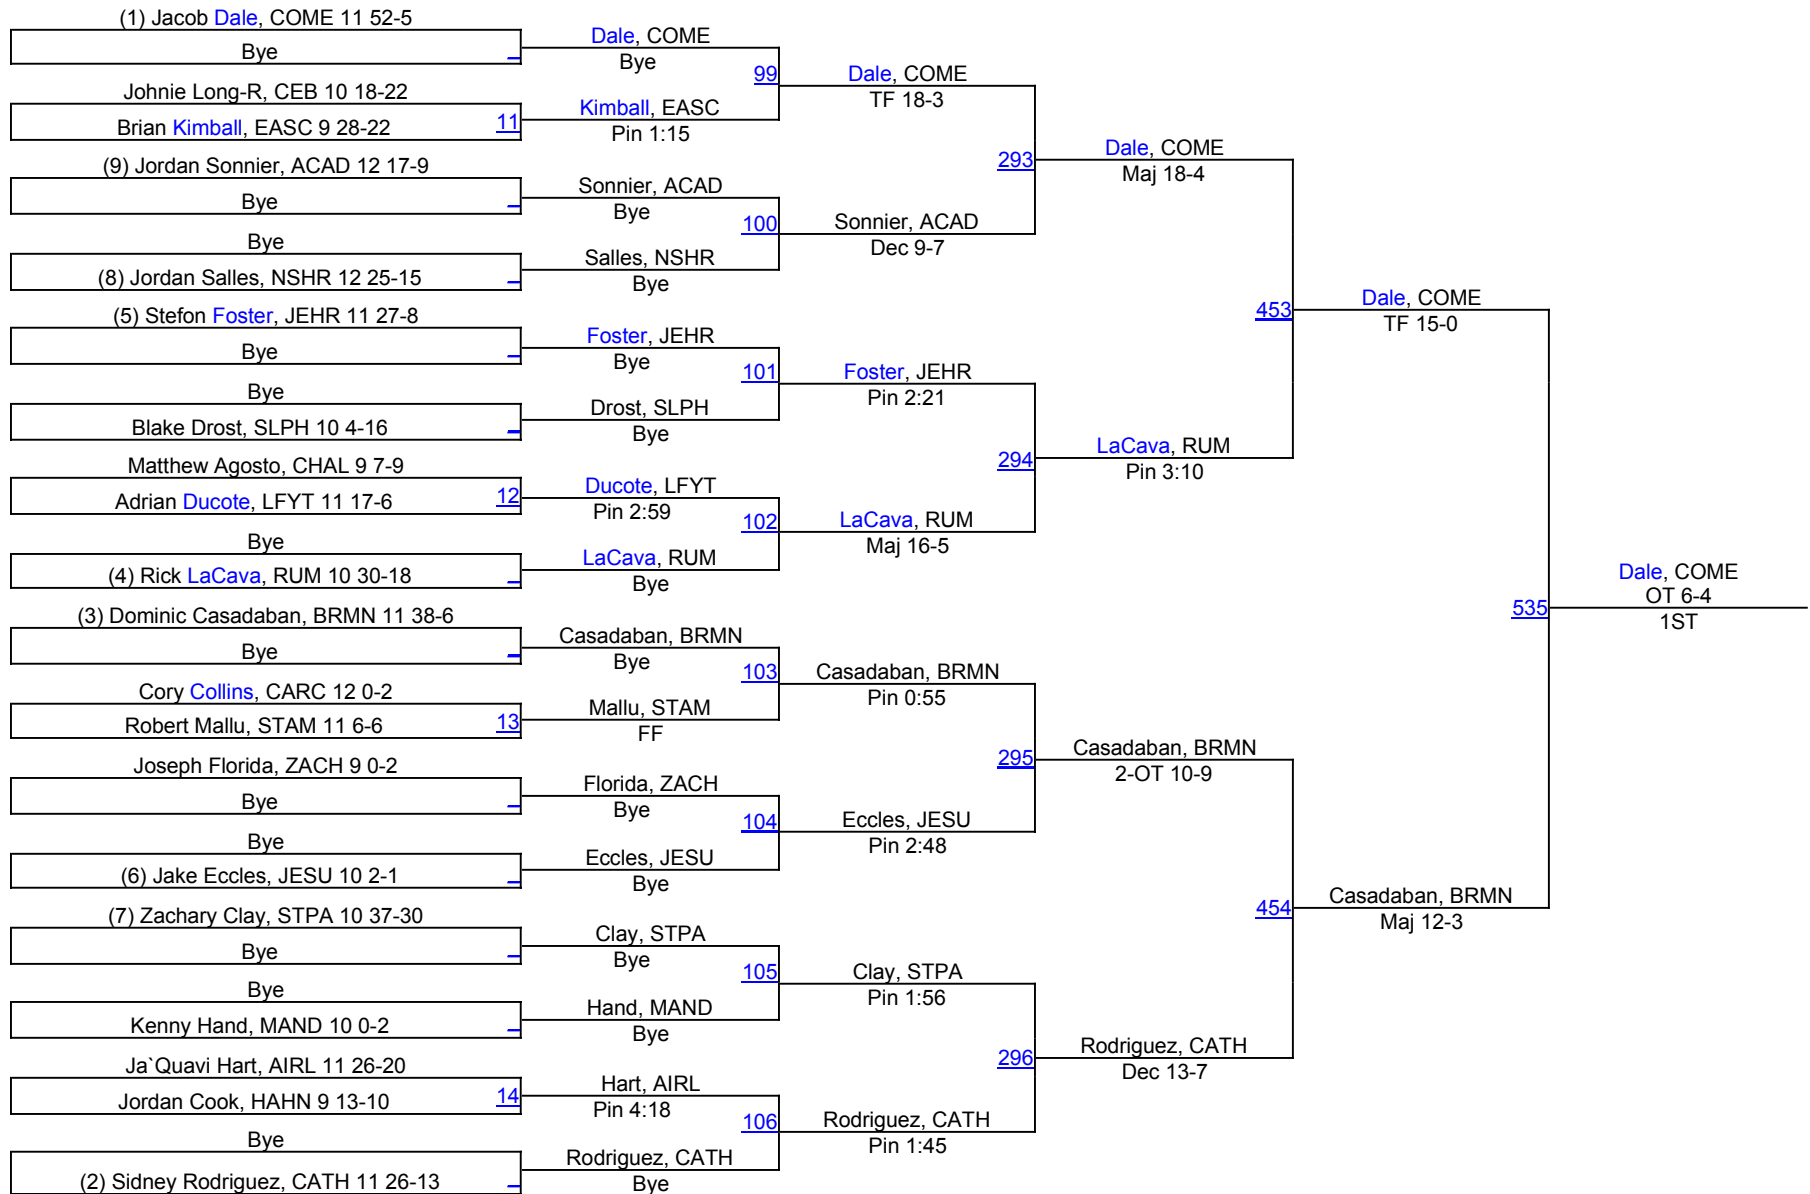 (1) Jacob Dale, COME 11 52-5
Bye
Johnie Long-R, CEB 10 18-22
Brian Kimball, EASC 9 28-22
11
(9) Jordan Sonnier, ACAD 12 17-9
Bye
Bye
(8) Jordan Salles, NSHR 12 25-15
(5) Stefon Foster, JEHR 11 27-8
Bye
Bye
Blake Drost, SLPH 10 4-16
Matthew Agosto, CHAL 9 7-9
Adrian Ducote, LFYT 11 17-6
12
Bye
(4) Rick LaCava, RUM 10 30-18
(3) Dominic Casadaban, BRMN 11 38-6
Bye
Cory Collins, CARC 12 0-2
Robert Mallu, STAM 11 6-6
13
Joseph Florida, ZACH 9 0-2
Bye
Bye
(6) Jake Eccles, JESU 10 2-1
(7) Zachary Clay, STPA 10 37-30
Bye
Bye
Kenny Hand, MAND 10 0-2
Ja`Quavi Hart, AIRL 11 26-20
Jordan Cook, HAHN 9 13-10
14
Bye
(2) Sidney Rodriguez, CATH 11 26-13
Dale, COME
Bye
99
Kimball, EASC
Pin 1:15
Sonnier, ACAD
Bye
100
Salles, NSHR
Bye
Foster, JEHR
Bye
101
Drost, SLPH
Bye
Ducote, LFYT
Pin 2:59
102
LaCava, RUM
Bye
Casadaban, BRMN
Bye
103
Mallu, STAM
FF
Florida, ZACH
Bye
104
Eccles, JESU
Bye
Clay, STPA
Bye
105
Hand, MAND
Bye
Hart, AIRL
Pin 4:18
106
Rodriguez, CATH
Bye
Dale, COME
TF 18-3
293
Sonnier, ACAD
Dec 9-7
Foster, JEHR
Pin 2:21
294
LaCava, RUM
Maj 16-5
Casadaban, BRMN
Pin 0:55
295
Eccles, JESU
Pin 2:48
Clay, STPA
Pin 1:56
296
Rodriguez, CATH
Pin 1:45
Dale, COME
Maj 18-4
453
LaCava, RUM
Pin 3:10
Casadaban, BRMN
2-OT 10-9
454
Rodriguez, CATH
Dec 13-7
Dale, COME
TF 15-0
535
Casadaban, BRMN
Maj 12-3
Dale, COME
OT 6-4
1ST